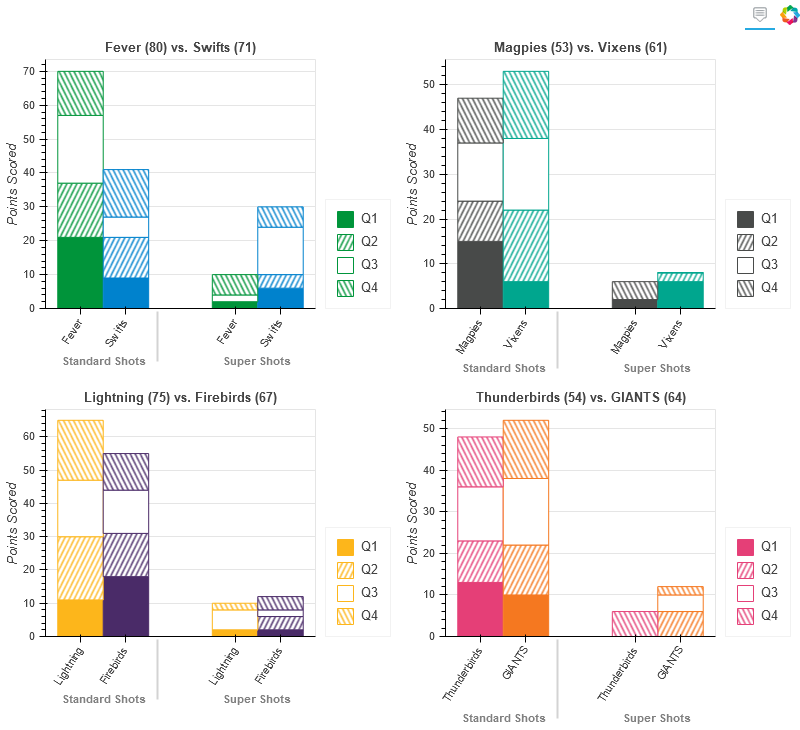 Fever (80) vs. Swifts (71)
Points Scored
70
60
50
40
30
20
10
0
Fever
Swifts
Fever
Swifts
Standard Shots
Super Shots
Q1
Q2
Q3
Q4
Magpies (53) vs. Vixens (61)
Points Scored
50
40
30
20
10
0
Magpies
Vixens
Magpies
Vixens
Standard Shots
Super Shots
Q1
Q2
Q3
Q4
Lightning (75) vs. Firebirds (67)
Points Scored
60
50
40
30
20
10
0
Lightning
Firebirds
Lightning
Firebirds
Standard Shots
Super Shots
Q1
Q2
Q3
Q4
Thunderbirds (54) vs. GIANTS (64)
Points Scored
50
40
30
20
10
0
Thunderbirds
GIANTS
Thunderbirds
GIANTS
Standard Shots
Super Shots
Q1
Q2
Q3
Q4